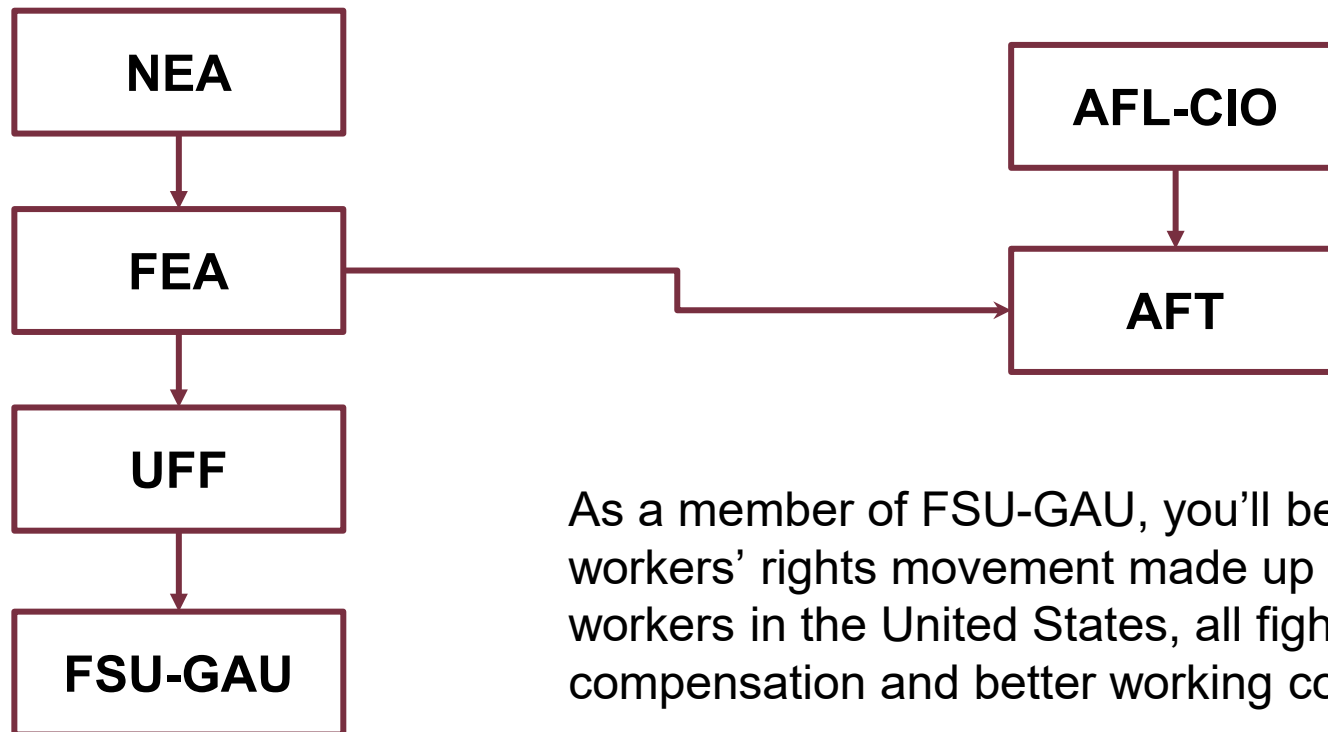 NEA
AFL-CIO
FEA
AFT
UFF
As a member of FSU-GAU, you’ll be
workers’ rights movement made up
workers in the United States, all figh
compensation and better working co
FSU-GAU